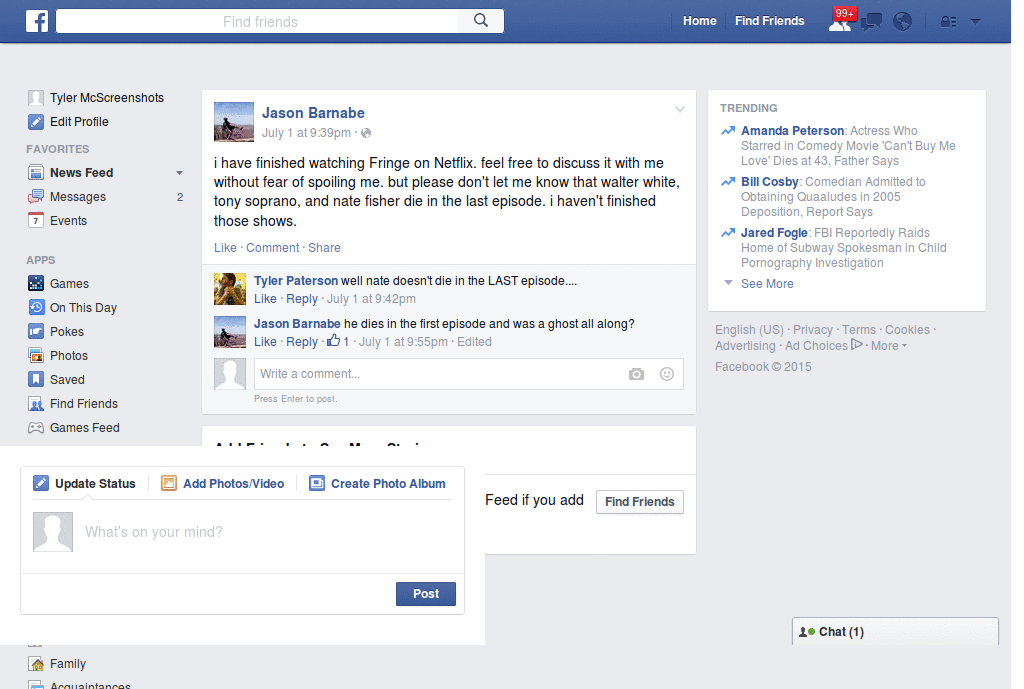 f
Find friends
Home
Find Friends
99+
Tyler McScreenshots
Edit Profile
FAVORITES
News Feed
Messages 2
7 Events
APPS
Games
On This Day
Pokes
Photos
Saved
Find Friends
Games Feed
Jason Barnabe
July 1 at 9:39pm ·
i have finished watching Fringe on Netflix. feel free to discuss it with me
without fear of spoiling me. but please don't let me know that walter white,
tony soprano, and nate fisher die in the last episode. i haven't finished
those shows.
Like · Comment · Share
Tyler Paterson well nate doesn't die in the LAST episode....
Like · Reply · July 1 at 9:42pm
Jason Barnabe he dies in the first episode and was a ghost all along?
Like · Reply · 1 · July 1 at 9:55pm · Edited
Write a comment...
Press Enter to post.
Feed if you add
Find Friends
TRENDING
Amanda Peterson: Actress Who
Starred in Comedy Movie 'Can't Buy Me
Love' Dies at 43, Father Says
Bill Cosby: Comedian Admitted to
Obtaining Quaaludes in 2005
Deposition, Report Says
Jared Fogle: FBI Reportedly Raids
Home of Subway Spokesman in Child
Pornography Investigation
See More
English (US) · Privacy · Terms · Cookies ·
Advertising · Ad Choices · More
Facebook © 2015
Update Status
Add Photos/Video
Create Photo Album
What's on your mind?
Post
Chat (1)
Family
Acquaintances